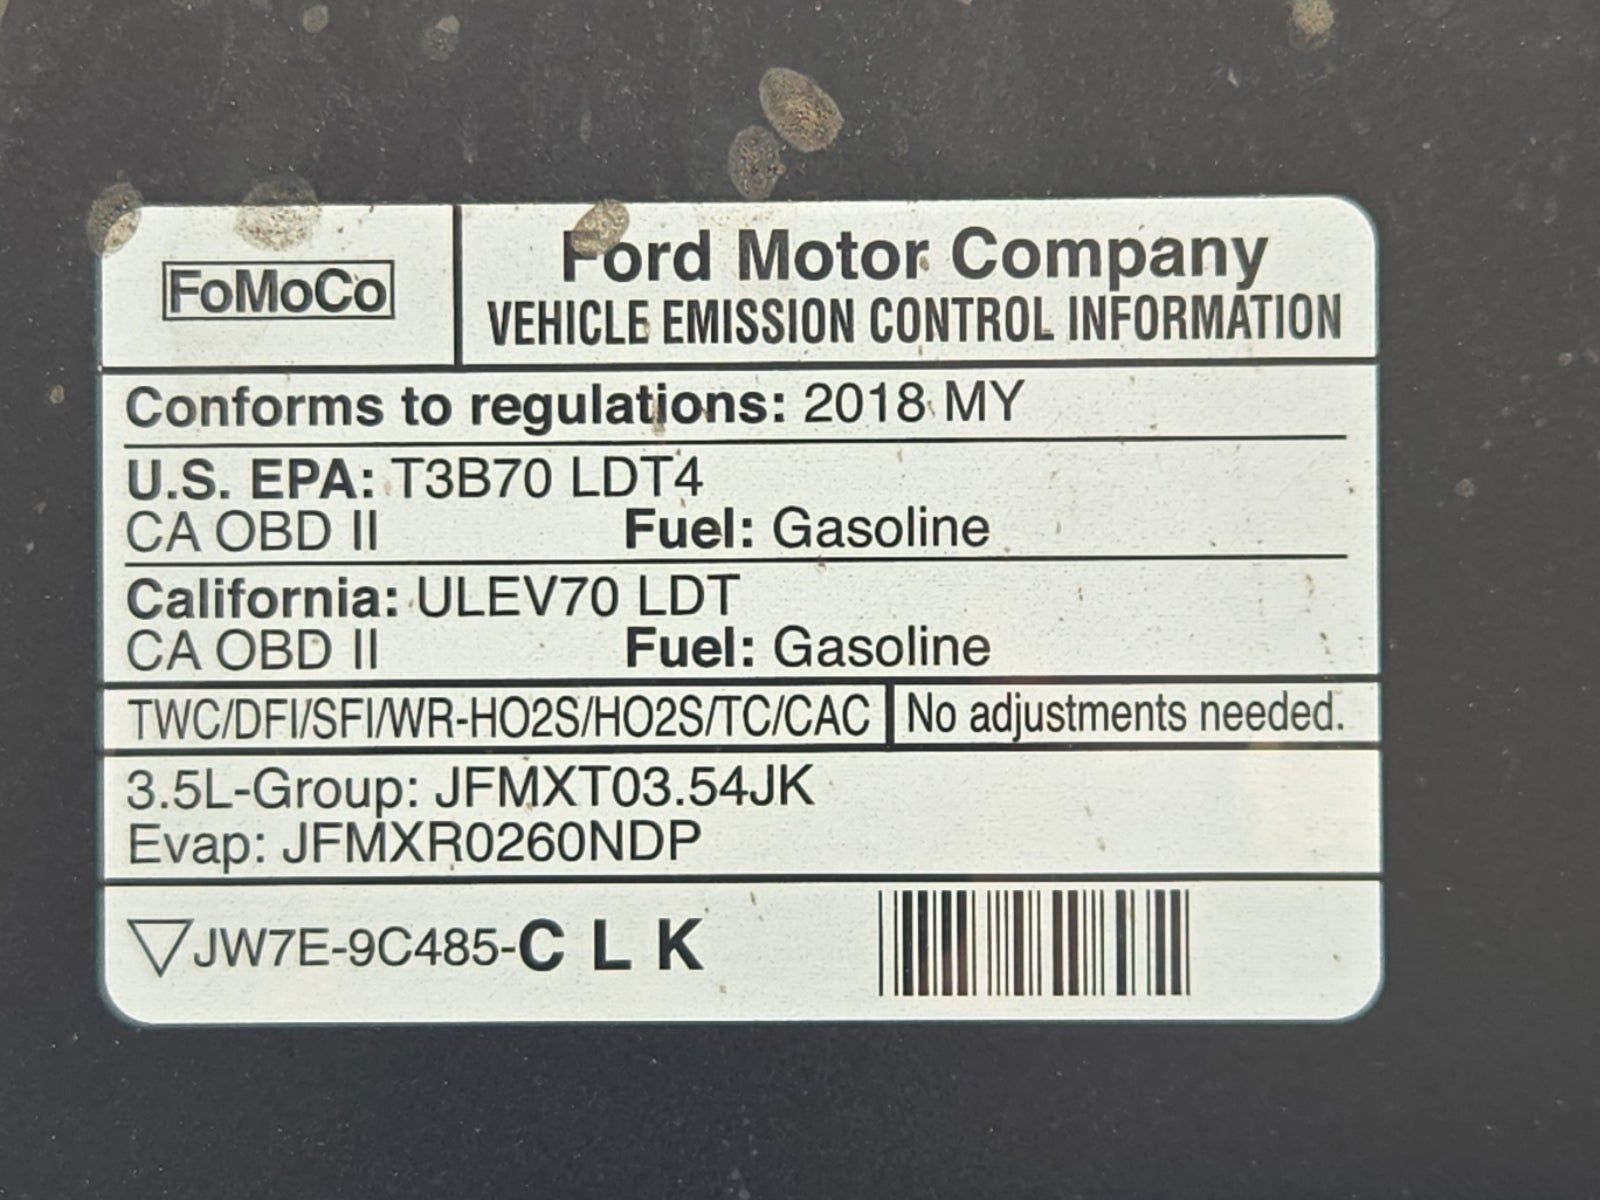 FoMoCo
Ford Motor Company
VEHICLE EMISSION CONTROL INFORMATION
Conforms to regulations: 2018 MY
U.S. EPA: T3B70 LDT4
CA OBD II Fuel: Gasoline
California: ULEV70 LDT
CA OBD II Fuel: Gasoline
TWC/DFI/SFI/WR-HO2S/HO2S/TC/CAC No adjustments needed.
3.5L-Group: JFMXT03.54JK
Evap: JFMXR0260NDP
JW7E-9C485-C L K